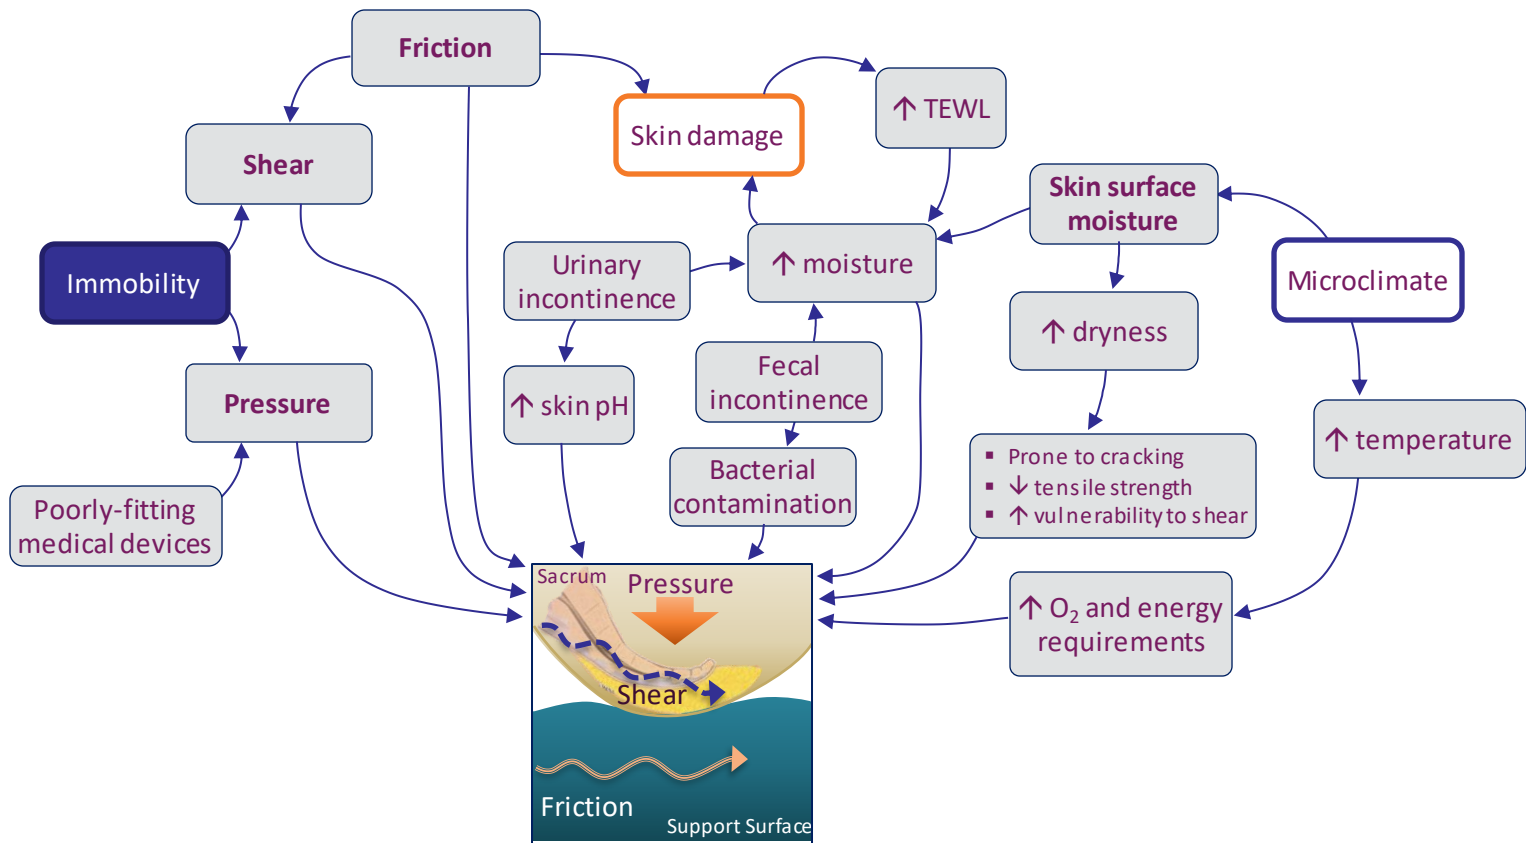 Friction
Skin damage
↑ TEWL
Shear
Skin surface
moisture
Immobility
Urinary
incontinence
↑ moisture
Microclimate
↑ dryness
Fecal
incontinence
Pressure
↑ skin pH
↑ temperature
Bacterial
contamination
▪ Prone to cracking
▪ ↓ tensile strength
▪ ↑ vulnerability to shear
Poorly-fitting
medical devices
Sacrum
Pressure
↑ O₂ and energy
requirements
Shear
Friction
Support Surface